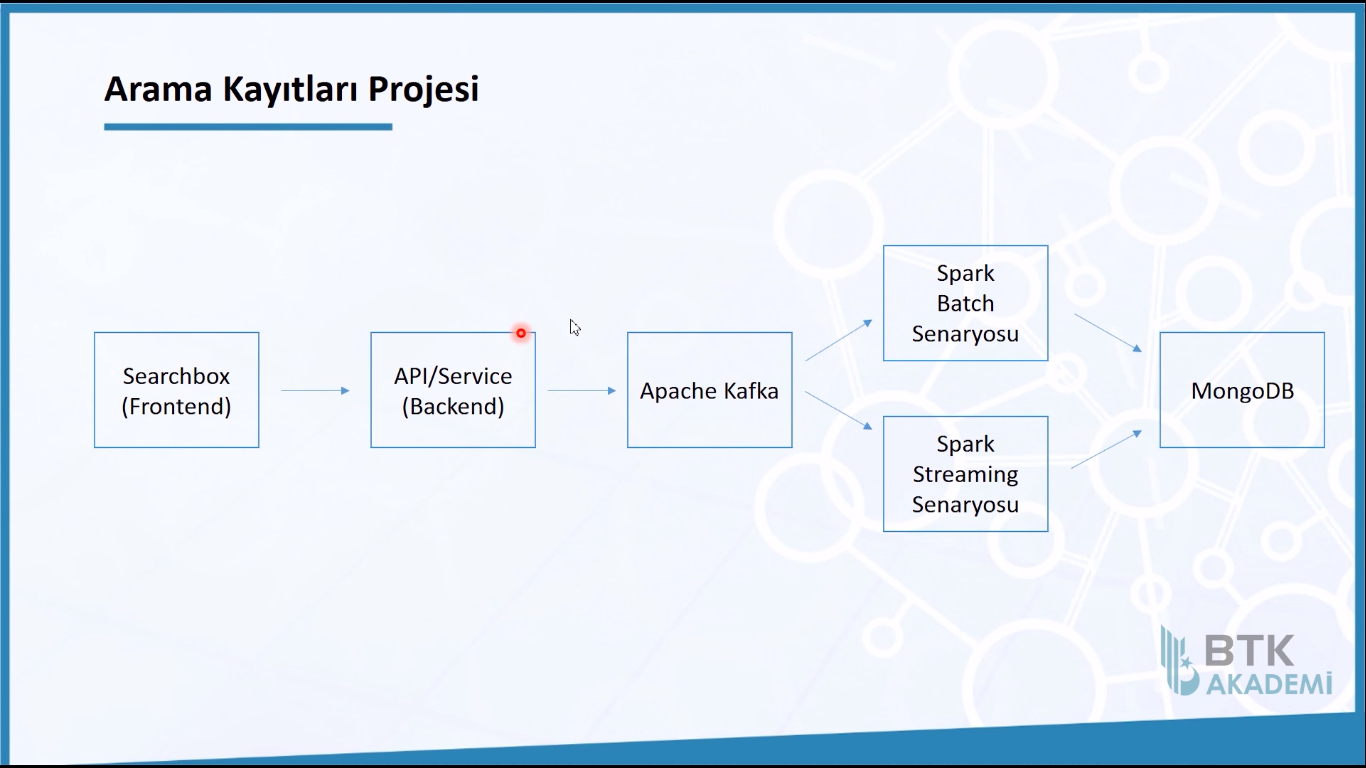 Arama Kayıtları Projesi
Searchbox
(Frontend)
API/Service
(Backend)
Apache Kafka
Spark
Batch
Senaryosu
Spark
Streaming
Senaryosu
MongoDB
BTK
AKADEMİ